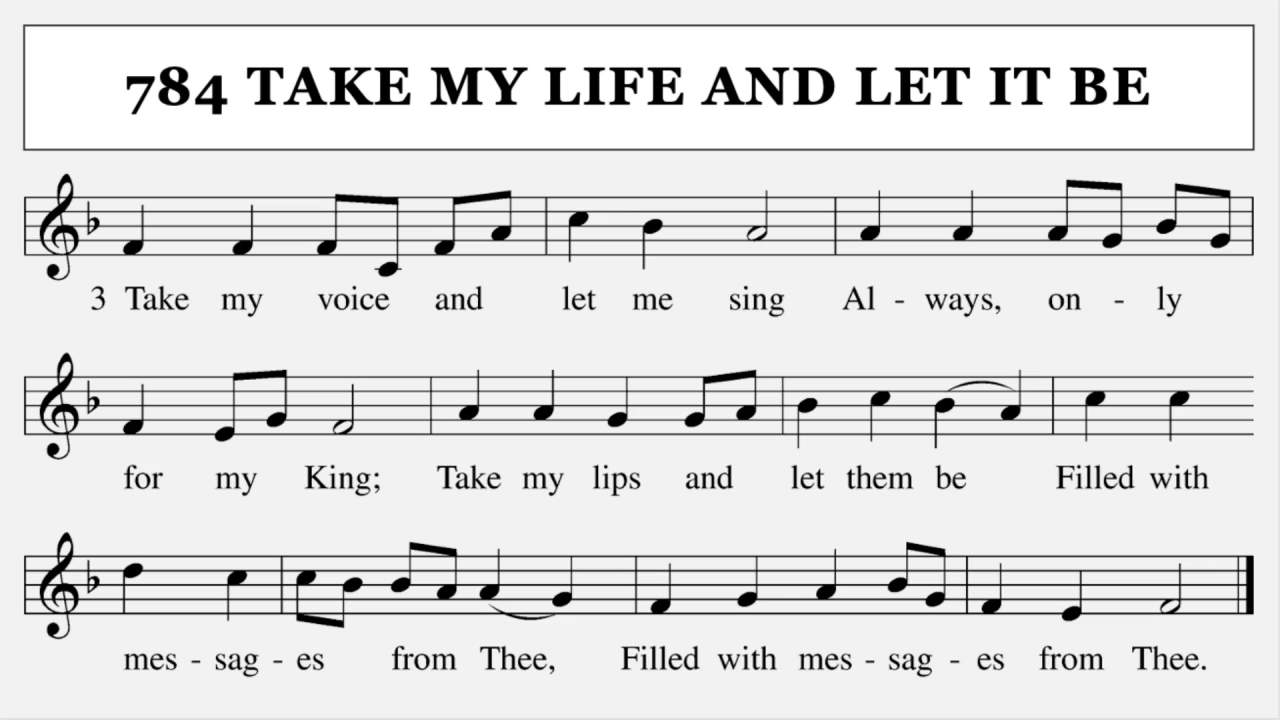 784 TAKE MY LIFE AND LET IT BE
3 Take my voice and let me sing Al - ways, on - ly
for my King; Take my lips and let them be Filled with
mes - sag - es from Thee, Filled with mes - sag - es from Thee.